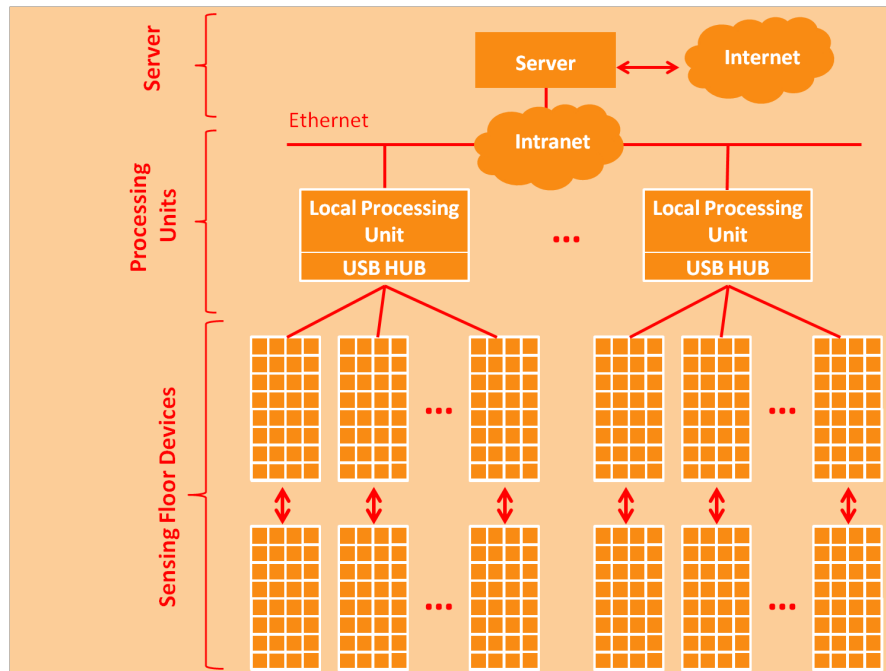 Server
Server
Internet
Ethernet
Intranet
Processing
Units
Local Processing
Unit
USB HUB
...
Local Processing
Unit
USB HUB
Sensing Floor Devices
...
...
...
...